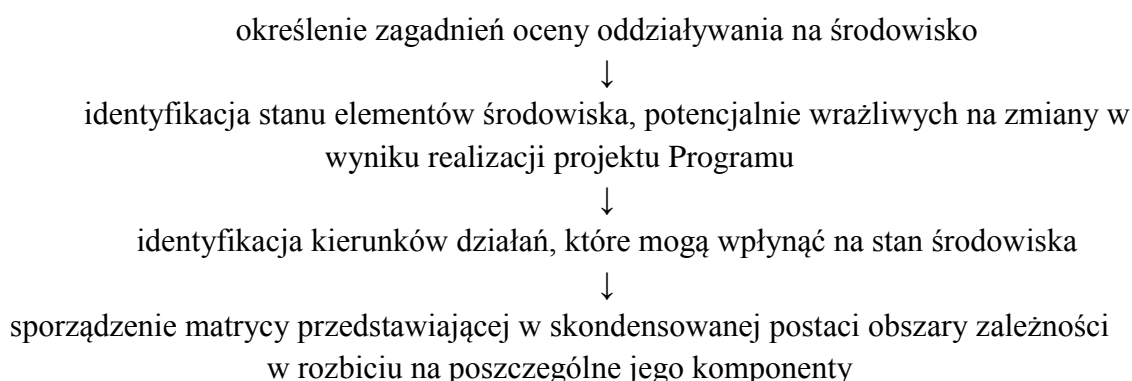 określenie zagadnień oceny oddziaływania na środowisko
↓
identyfikacja stanu elementów środowiska, potencjalnie wrażliwych na zmiany w
wyniku realizacji projektu Programu
↓
identyfikacja kierunków działań, które mogą wpłynąć na stan środowiska
↓
sporządzenie matrycy przedstawiającej w skondensowanej postaci obszary zależności
w rozbiciu na poszczególne jego komponenty